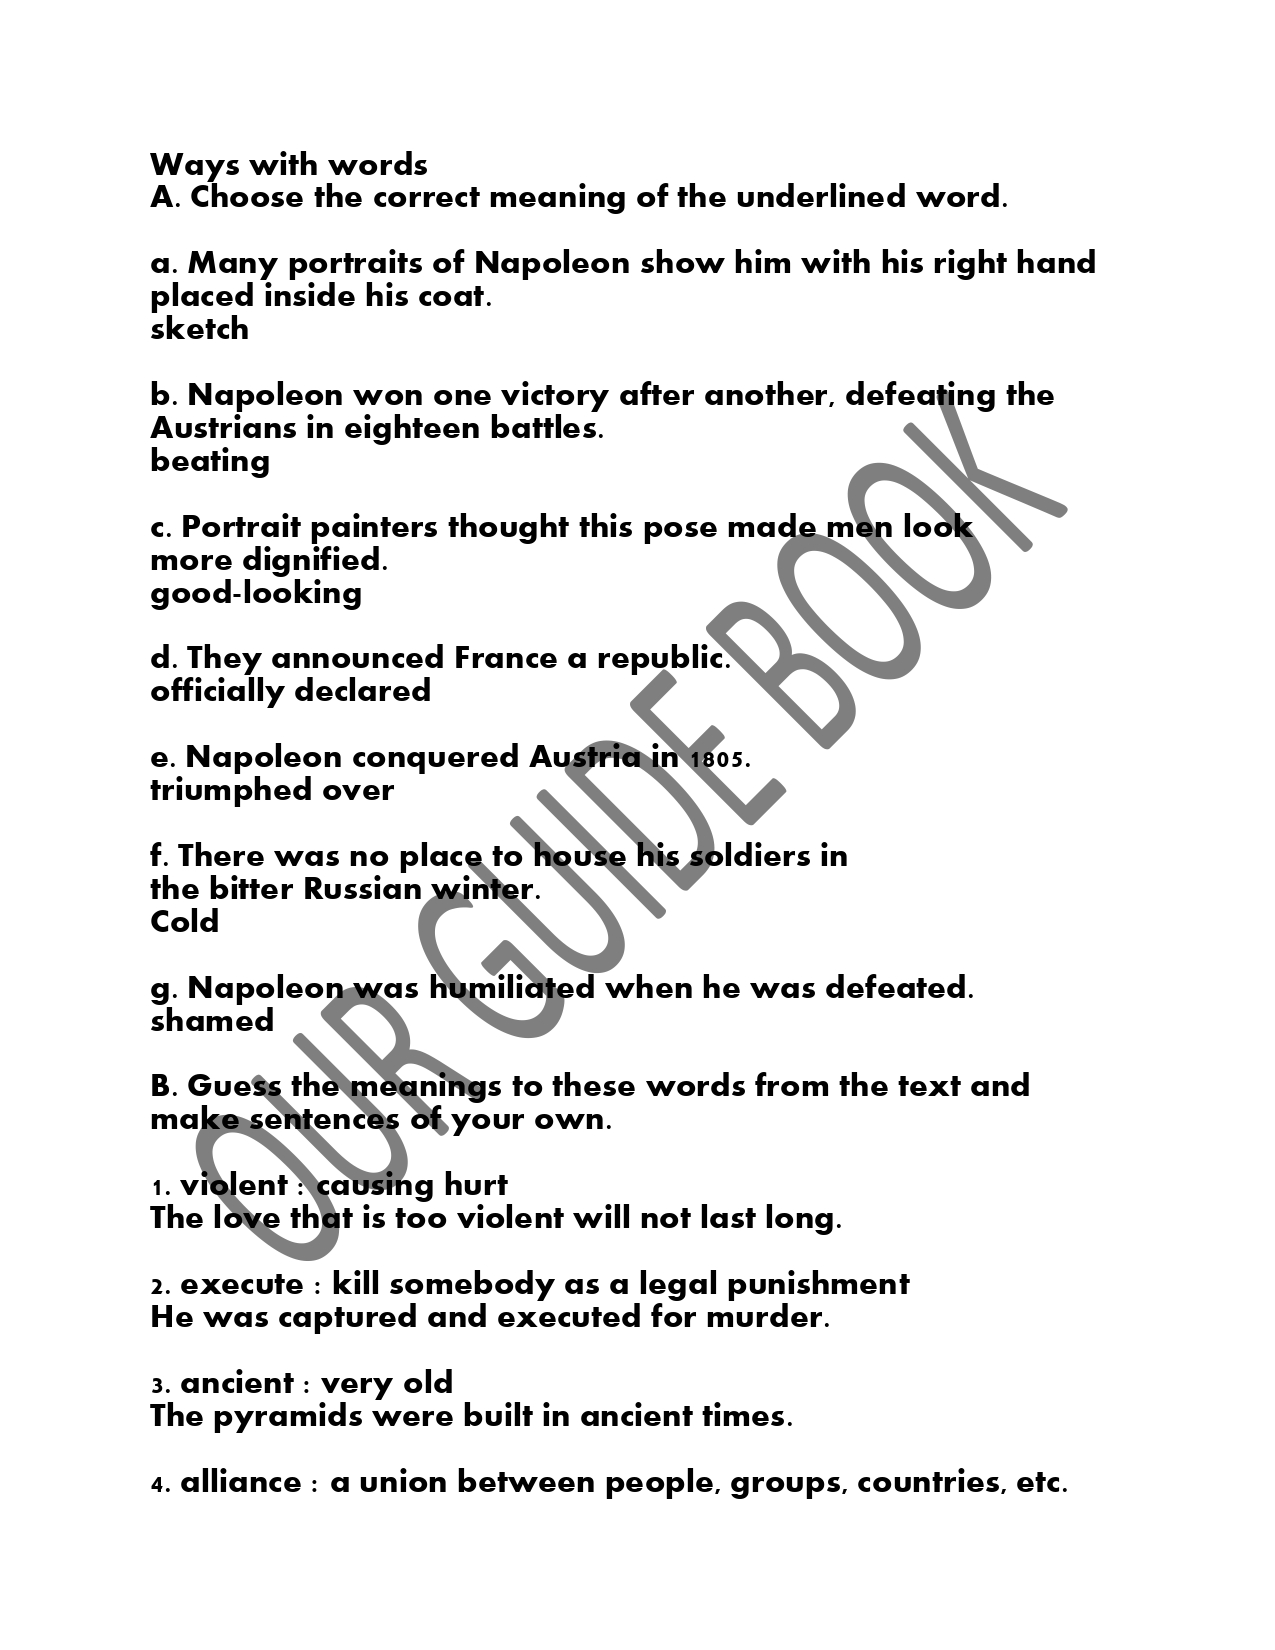 Ways with words
A. Choose the correct meaning of the underlined word.
a. Many portraits of Napoleon show him with his right hand
placed inside his coat.
sketch
b. Napoleon won one victory after another, defeating the
Austrians in eighteen battles.
beating
c. Portrait painters thought this pose made men look
more dignified.
good-looking
d. They announced France a republic.
officially declared
e. Napoleon conquered Austria in 1805.
triumphed over
f. There was no place to house his soldiers in
the bitter Russian winter.
Cold
g. Napoleon was humiliated when he was defeated.
shamed
B. Guess the meanings to these words from the text and
make sentences of your own.
1. violent : causing hurt
The love that is too violent will not last long.
2. execute : kill somebody as a legal punishment
He was captured and executed for murder.
3. ancient : very old
The pyramids were built in ancient times.
4. alliance : a union between people, groups, countries, etc.
OUR GUIDE BOOK